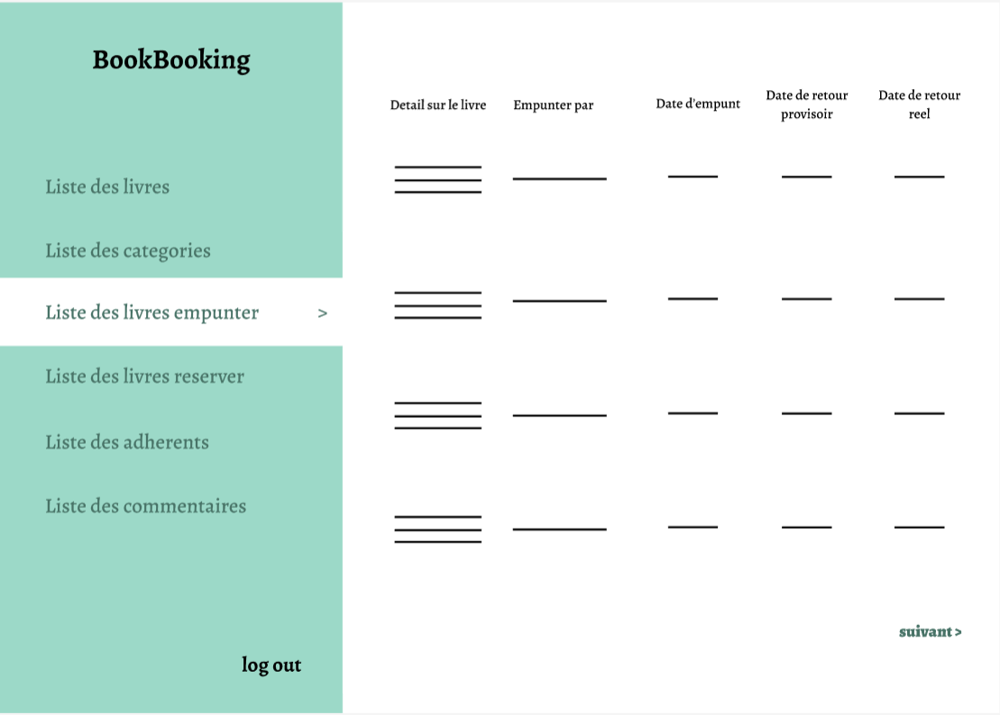 BookBooking
Liste des livres
Liste des categories
Liste des livres empunter >
Liste des livres reserver
Liste des adherents
Liste des commentaires
log out
Detail sur le livre
Empunter par
Date d'empunt
Date de retour
provisoir
Date de retour
reel
suivant >